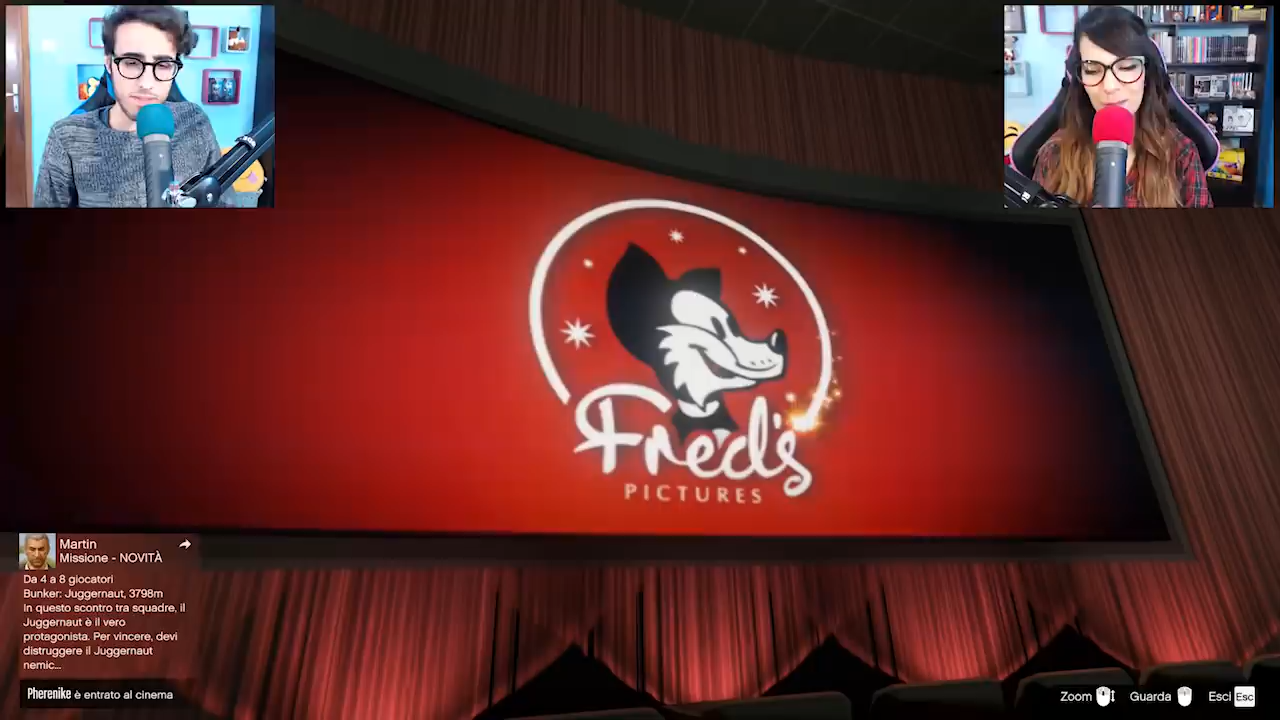 Fred's
PICTURES
Martin
Missione - NOVITÀ
Da 4 a 8 giocatori
Bunker: Juggernaut, 3798m
In questo scontro tra squadre, il
Juggernaut è il vero
protagonista. Per vincere, devi
distruggere il Juggernaut
nemic...
Pherenike è entrato al cinema
Zoom Guarda Esci Esc